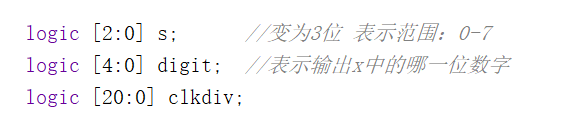 logic [2:0] s;       //变为3位 表示范围：0-7
logic [4:0] digit;  //表示输出x中的哪一位数字
logic [20:0] clkdiv;